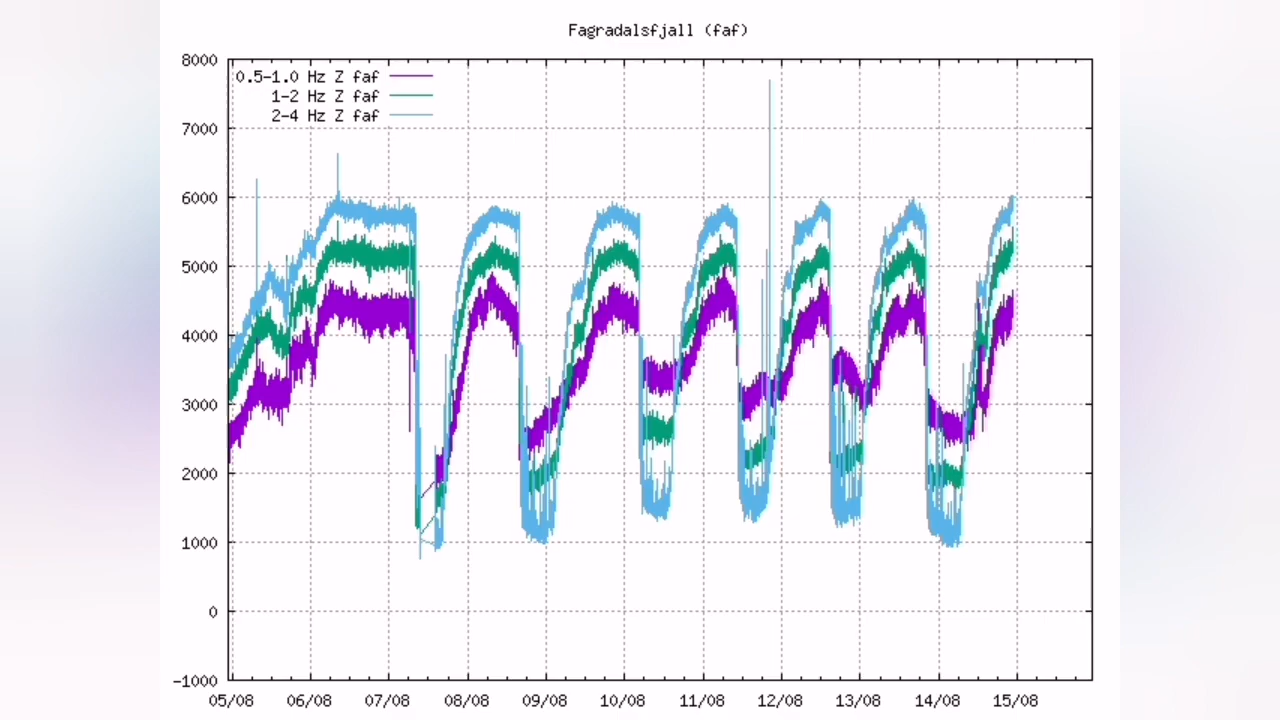 Fagradalsfjall (faf)
8000
0.5-1.0 Hz Z faf
1-2 Hz Z faf
2-4 Hz Z faf
7000
6000
5000
4000
3000
2000
1000
0
-1000
05/08 06/08 07/08 08/08 09/08 10/08 11/08 12/08 13/08 14/08 15/08